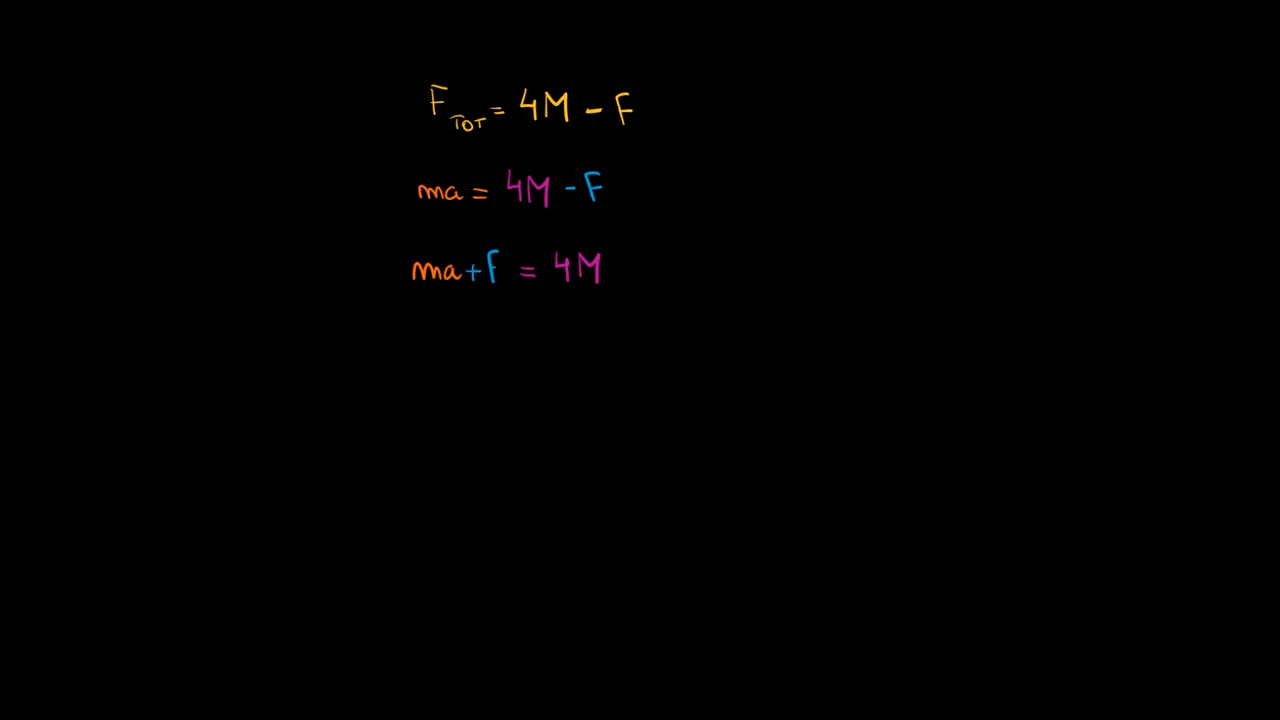 F_TOT = 4M - F
ma = 4M - F
ma + F = 4M